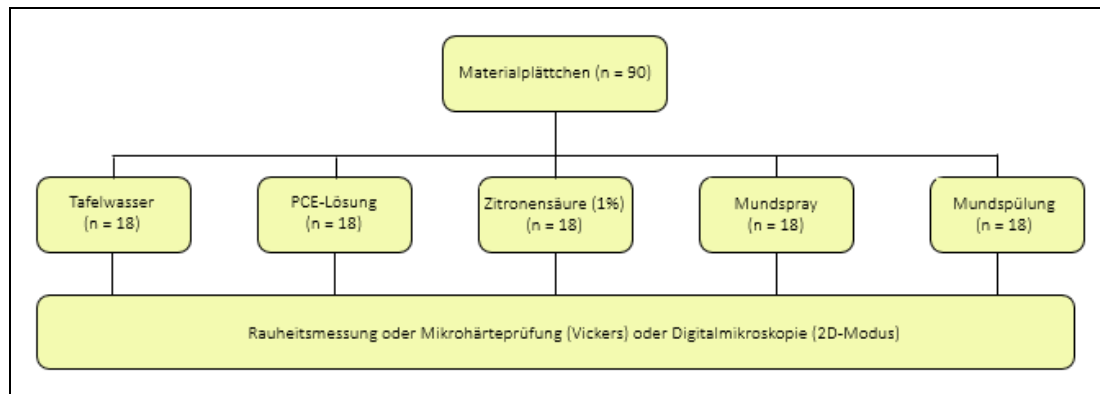 Materialplättchen (n = 90)
Tafelwasser
(n = 18)
PCE-Lösung
(n = 18)
Zitronensäure (1%)
(n = 18)
Mundspray
(n = 18)
Mundspülung
(n = 18)
Rauheitsmessung oder Mikrohärteprüfung (Vickers) oder Digitalmikroskopie (2D-Modus)